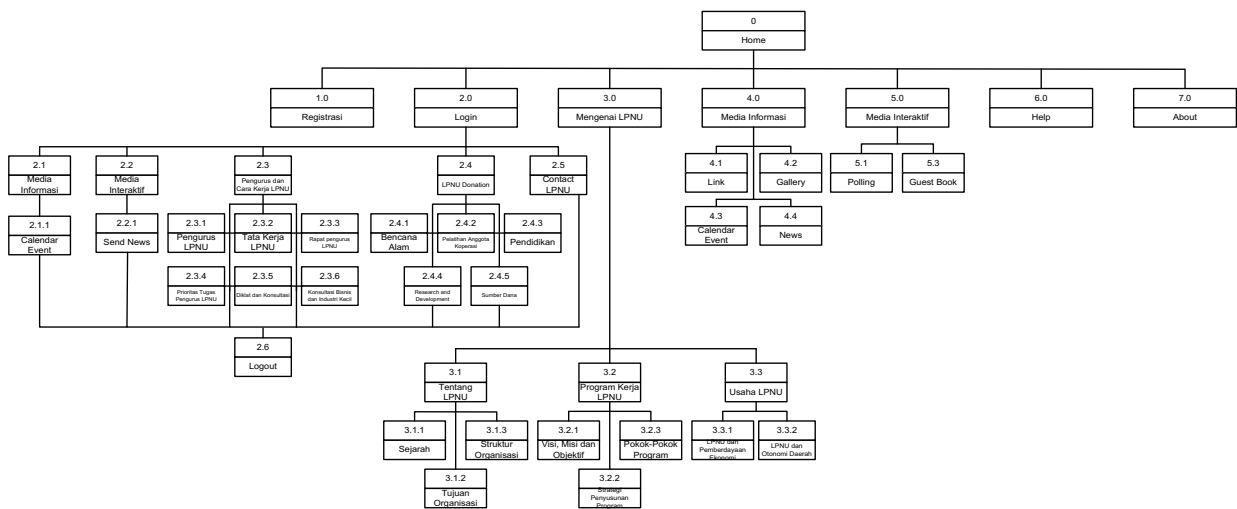 0
Home
1.0
Registrasi
2.0
Login
3.0
Mengenai LPNU
4.0
Media Informasi
5.0
Media Interaktif
6.0
Help
7.0
About
2.1
Media
Informasi
2.2
Media
Interaktif
2.3
Pengurus dan
Cara Kerja LPNU
2.4
LPNU Donation
2.5
Contact
LPNU
4.1
Link
4.2
Gallery
5.1
Polling
5.3
Guest Book
2.1.1
Calendar
Event
2.2.1
Send News
2.3.1
Pengurus
LPNU
2.3.2
Tata Kerja
LPNU
2.3.3
Rapat pengurus
LPNU
2.4.1
Bencana
Alam
2.4.2
Pelatihan Anggota
Koperasi
2.4.3
Pendidikan
4.3
Calendar
Event
4.4
News
2.3.4
Prioritas Tugas
Pengurus LPNU
2.3.5
Diklat dan Konsultasi
2.3.6
Konsultasi Bisnis
dan Industri Kecil
2.4.4
Research and
Development
2.4.5
Sumber Dana
2.6
Logout
3.1
Tentang
LPNU
3.2
Program Kerja
LPNU
3.3
Usaha LPNU
3.1.1
Sejarah
3.1.3
Struktur
Organisasi
3.2.1
Visi, Misi dan
Objektif
3.2.3
Pokok-Pokok
Program
3.3.1
LPNU dan
Pemberdayaan
Ekonomi
3.3.2
LPNU dan
Otonomi Daerah
3.1.2
Tujuan
Organisasi
3.2.2
Strategi
Penyusunan
Program